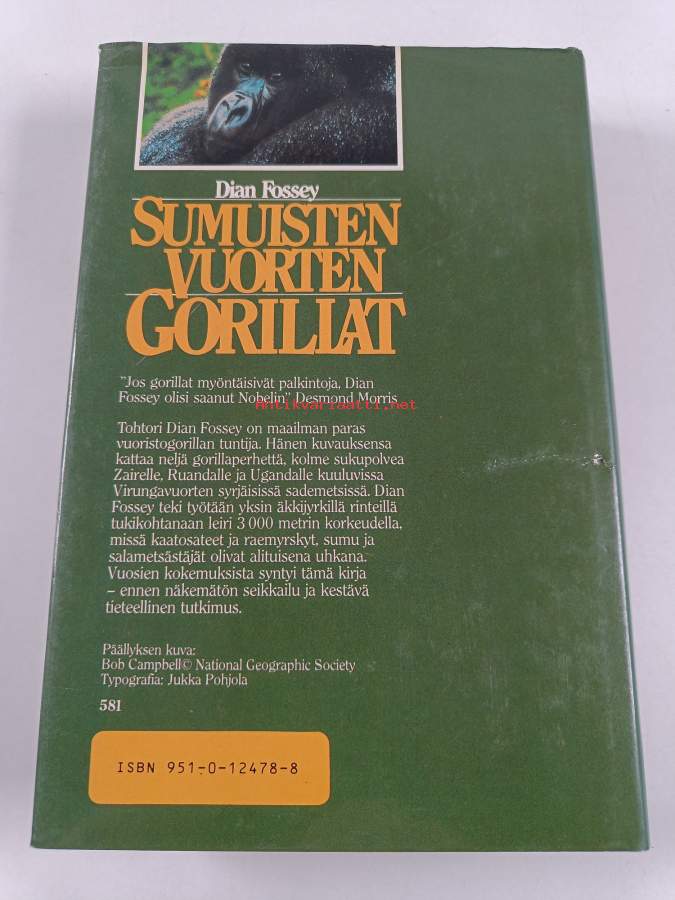 Dian Fossey
SUMUISTEN
VUORTEN
GORILLAT
"Jos gorillat myöntäisivät palkintoja, Dian
Fossey olisi saanut Nobelin." Desmond Morris
Antikvariaatti.net
Tohtori Dian Fossey on maailman paras
vuoristogorillan tuntija. Hänen kuvauksensa
kattaa neljä gorillaperhettä, kolme sukupolvea
Zairelle, Ruandalle ja Ugandalle kuuluvissa
Virungavuorten syrjäisissä sademetsissä. Dian
Fossey teki työtään yksin äkkijyrkillä rinteillä
tukikohtanaan leiri 3 000 metrin korkeudella,
missä kaatosateet ja raemyrskyt, sumu ja
salametsästäjät olivat alituisena uhkana.
Vuosien kokemuksista syntyi tämä kirja
– ennen näkemätön seikkailu ja kestävä
tieteellinen tutkimus.
Päällyksen kuva:
Bob Campbell© National Geographic Society
Typografia: Jukka Pohjola
581
ISBN 951-0-12478-8